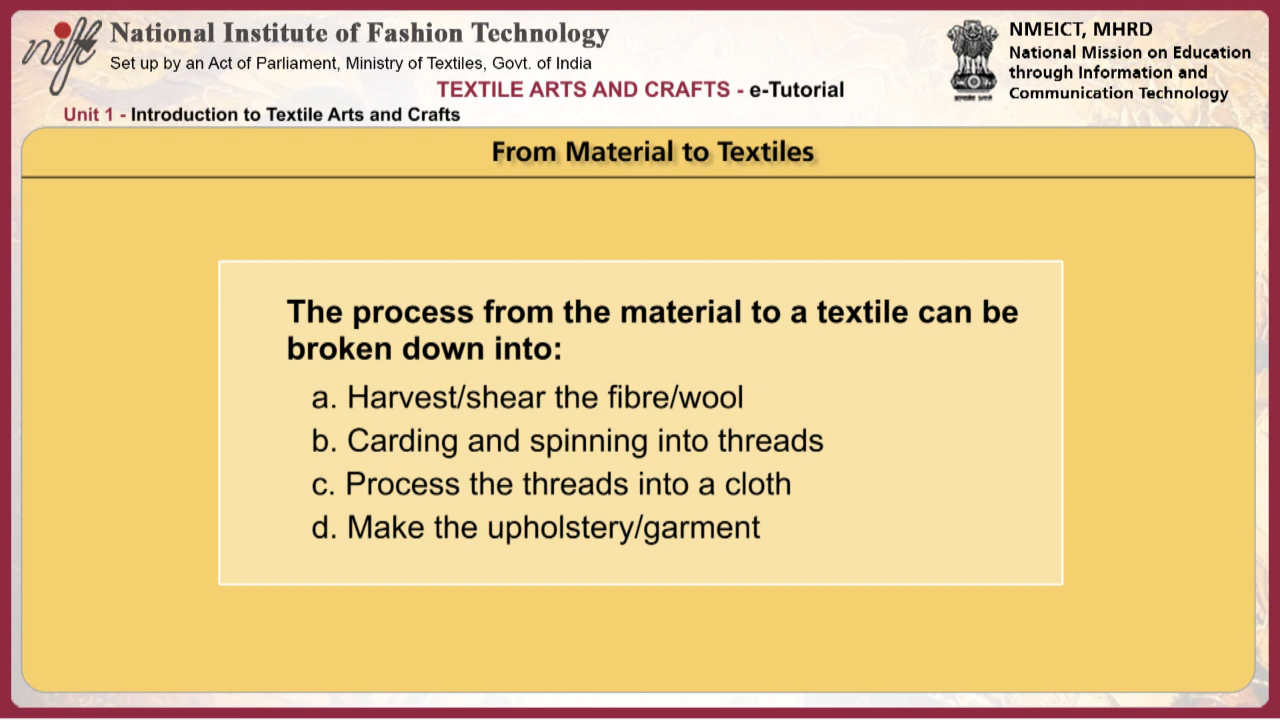 nift
National Institute of Fashion Technology
Set up by an Act of Parliament, Ministry of Textiles, Govt. of India
NMEICT, MHRD
National Mission on Education
through Information and
Communication Technology
TEXTILE ARTS AND CRAFTS - e-Tutorial
Unit 1 - Introduction to Textile Arts and Crafts
From Material to Textiles
The process from the material to a textile can be
broken down into:
a. Harvest/shear the fibre/wool
b. Carding and spinning into threads
c. Process the threads into a cloth
d. Make the upholstery/garment